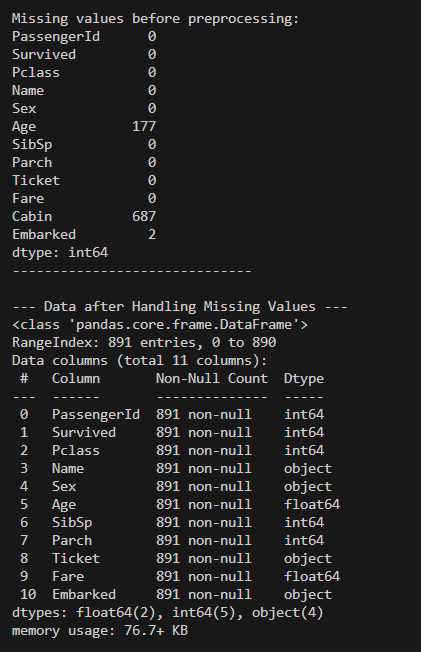 Missing values before preprocessing:
PassengerId      0
Survived         0
Pclass           0
Name             0
Sex              0
Age            177
SibSp            0
Parch            0
Ticket           0
Fare             0
Cabin          687
Embarked         2
dtype: int64
------------------------------
--- Data after Handling Missing Values ---
<class 'pandas.core.frame.DataFrame'>
RangeIndex: 891 entries, 0 to 890
Data columns (total 11 columns):
 #   Column       Non-Null Count  Dtype
---  ------       --------------  -----
 0   PassengerId  891 non-null    int64
 1   Survived     891 non-null    int64
 2   Pclass       891 non-null    int64
 3   Name         891 non-null    object
 4   Sex          891 non-null    object
 5   Age          891 non-null    float64
 6   SibSp        891 non-null    int64
 7   Parch        891 non-null    int64
 8   Ticket       891 non-null    object
 9   Fare         891 non-null    float64
 10  Embarked     891 non-null    object
dtypes: float64(2), int64(5), object(4)
memory usage: 76.7+ KB